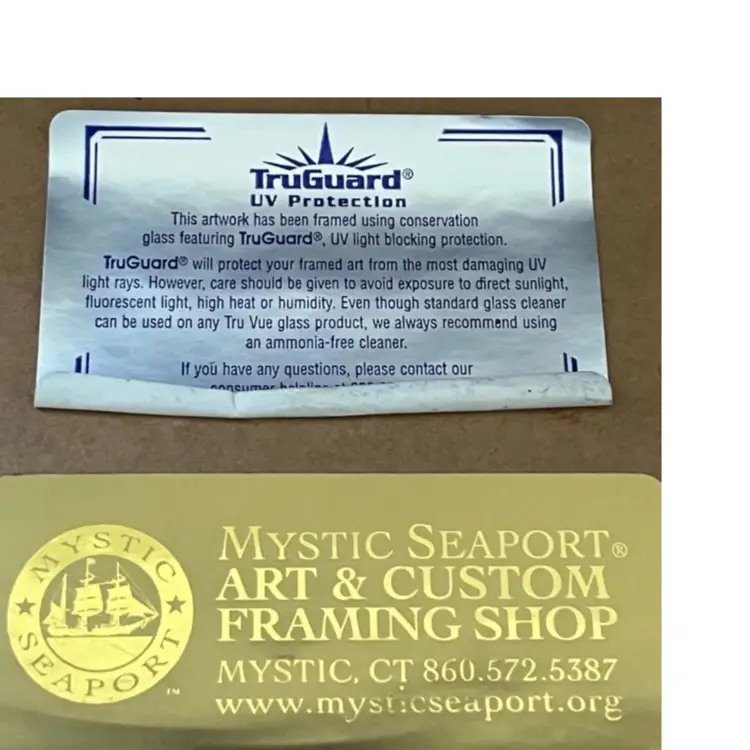 TruGuard®
UV Protection
This artwork has been framed using conservation
glass featuring TruGuard®, UV light blocking protection.
TruGuard® will protect your framed art from the most damaging UV
light rays. However, care should be given to avoid exposure to direct sunlight,
fluorescent light, high heat or humidity. Even though standard glass cleaner
can be used on any Tru Vue glass product, we always recommend using
an ammonia-free cleaner.
If you have any questions, please contact our
consumer helpline at
MYSTIC SEAPORT
™
MYSTIC SEAPORT®
ART & CUSTOM
FRAMING SHOP
MYSTIC, CT 860.572.5387
www.mysticseaport.org